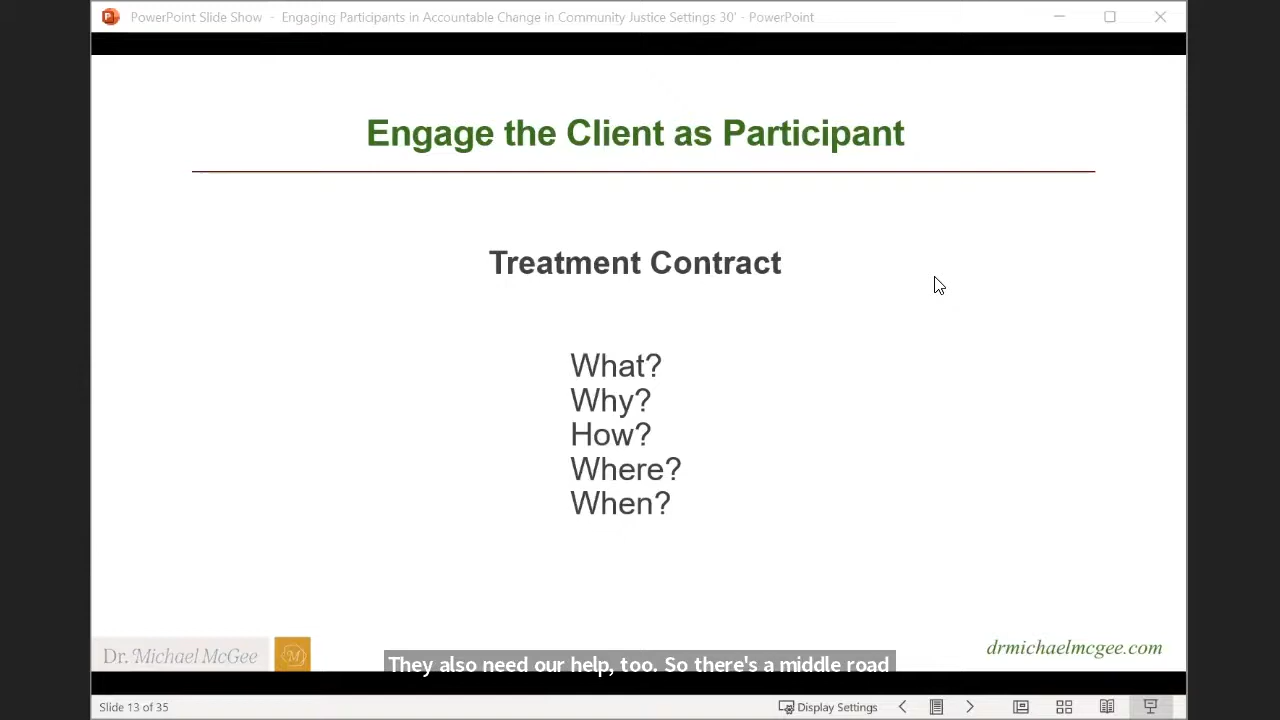 PowerPoint Slide Show - Engaging Participants in Accountable Change in Community Justice Settings 30' - PowerPoint
Engage the Client as Participant
Treatment Contract
What?
Why?
How?
Where?
When?
Dr. Michael McGee
M
drmichaelmcgee.com
They also need our help, too. So there's a middle road
Slide 13 of 35
Display Settings